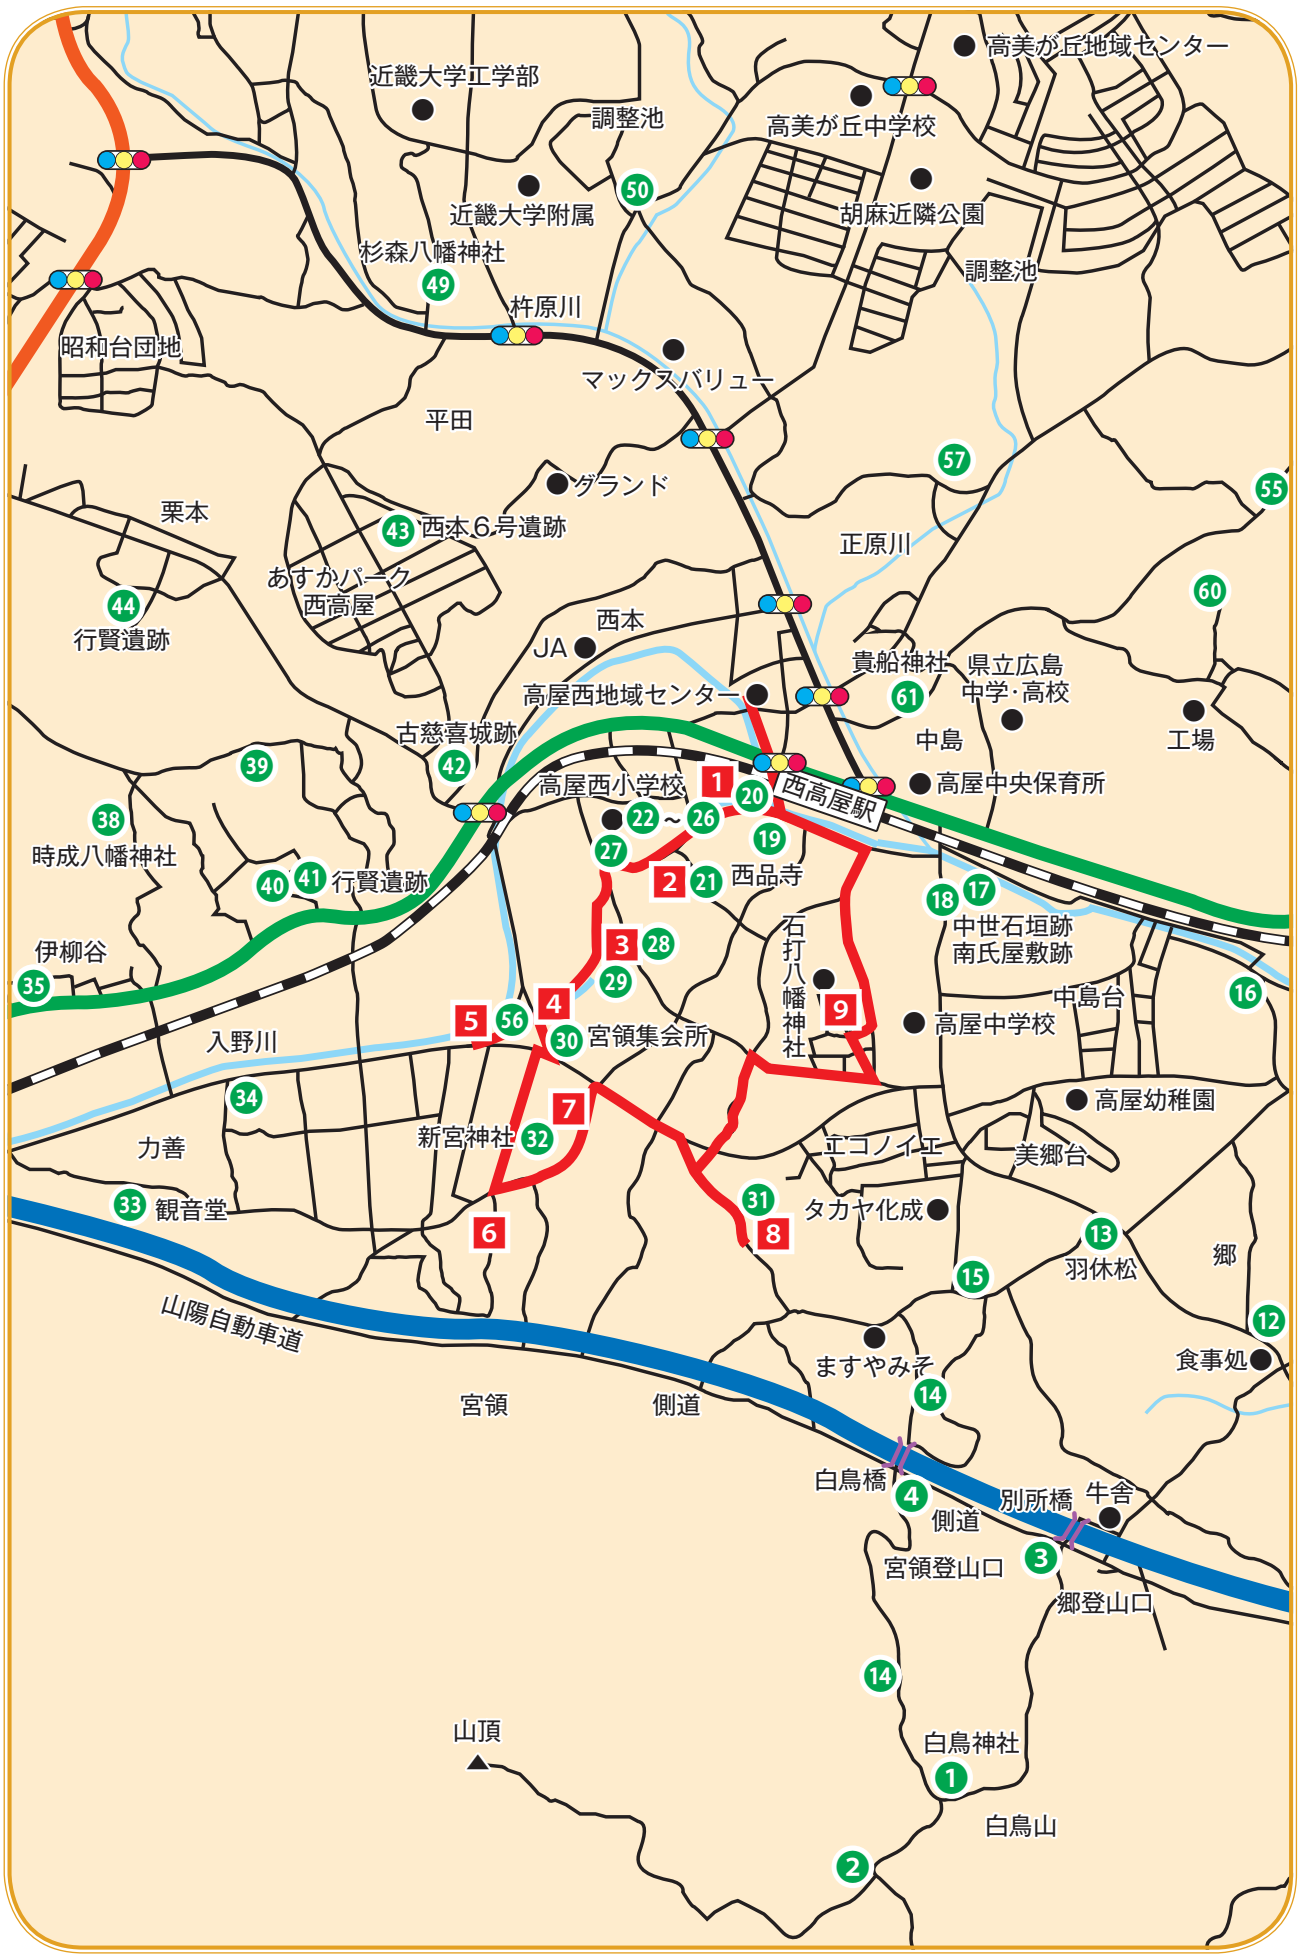 高美が丘地域センター
近畿大学工学部
調整池
高美が丘中学校
50
近畿大学附属
胡麻近隣公園
杉森八幡神社
49
調整池
杵原川
昭和台団地
マックスバリュー
平田
57
グランド
55
栗本
43 西本6号遺跡
正原川
あすかパーク
西高屋
44
行賢遺跡
60
西本
JA
貴船神社
61
県立広島
中学・高校
高屋西地域センター
古慈喜城跡
42
中島
工場
39
高屋西小学校
1
20
西高屋駅
高屋中央保育所
38
時成八幡神社
22～26
19
27
40 41 行賢遺跡
2 21 西品寺
18 17
中世石垣跡
南氏屋敷跡
石打八幡神社
伊柳谷
35
3 28
29
16
中島台
4
5 56
9
高屋中学校
30 宮領集会所
入野川
34
7
高屋幼稚園
新宮神社 32
力善
エコノイエ
美郷台
33 観音堂
31
タカヤ化成
6
8
13
羽休松
郷
15
12
山陽自動車道
ますやみそ
食事処
14
宮領
側道
白鳥橋
4
側道
別所橋
牛舎
3
宮領登山口
郷登山口
14
山頂
白鳥神社
1
白鳥山
2